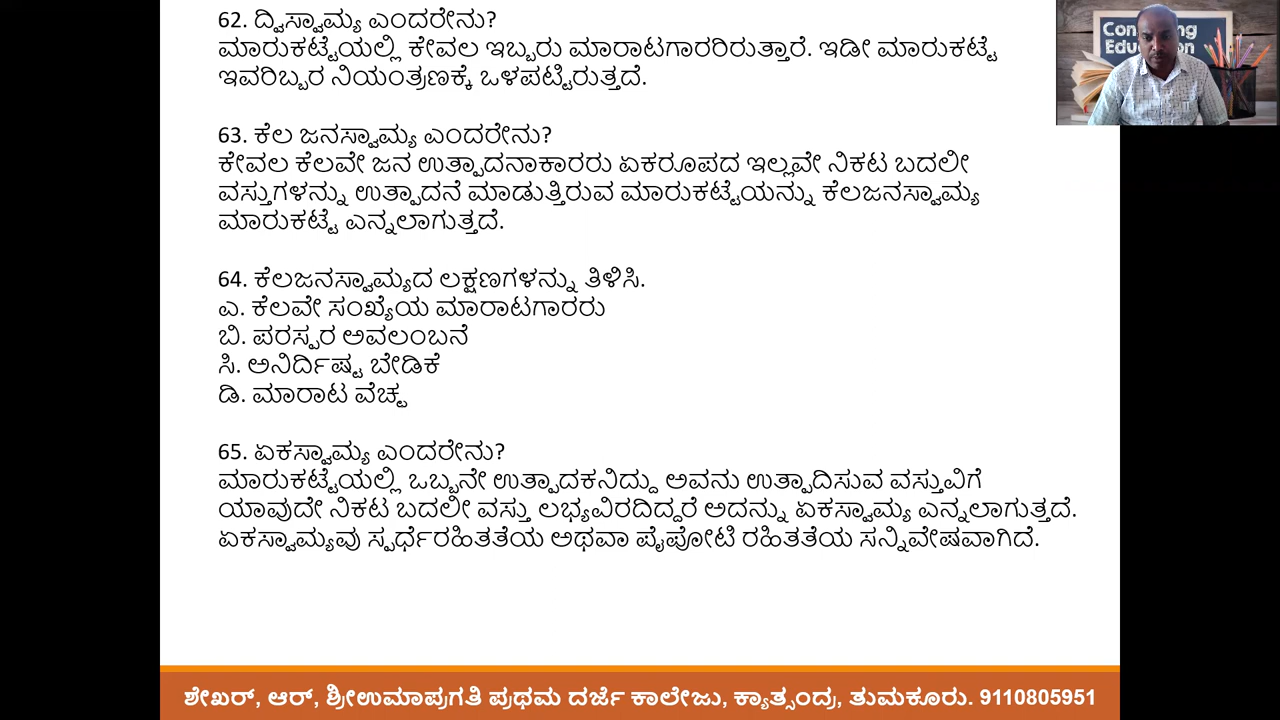 62. ದ್ವಿಸ್ವಾಮ್ಯ ಎಂದರೇನು?
ಮಾರುಕಟ್ಟೆಯಲ್ಲಿ ಕೇವಲ ಇಬ್ಬರು ಮಾರಾಟಗಾರರಿರುತ್ತಾರೆ. ಇಡೀ ಮಾರುಕಟ್ಟೆ
ಇವರಿಬ್ಬರ ನಿಯಂತ್ರಣಕ್ಕೆ ಒಳಪಟ್ಟಿರುತ್ತದೆ.
63. ಕೆಲ ಜನಸ್ವಾಮ್ಯ ಎಂದರೇನು?
ಕೇವಲ ಕೆಲವೇ ಜನ ಉತ್ಪಾದನಾಕಾರರು ಏಕರೂಪದ ಇಲ್ಲವೇ ನಿಕಟ ಬದಲೀ
ವಸ್ತುಗಳನ್ನು ಉತ್ಪಾದನೆ ಮಾಡುತ್ತಿರುವ ಮಾರುಕಟ್ಟೆಯನ್ನು ಕೆಲಜನಸ್ವಾಮ್ಯ
ಮಾರುಕಟ್ಟೆ ಎನ್ನಲಾಗುತ್ತದೆ.
64. ಕೆಲಜನಸ್ವಾಮ್ಯದ ಲಕ್ಷಣಗಳನ್ನು ತಿಳಿಸಿ.
ಎ. ಕೆಲವೇ ಸಂಖ್ಯೆಯ ಮಾರಾಟಗಾರರು
ಬಿ. ಪರಸ್ಪರ ಅವಲಂಬನೆ
ಸಿ. ಅನಿರ್ದಿಷ್ಟ ಬೇಡಿಕೆ
ಡಿ. ಮಾರಾಟ ವೆಚ್ಚ
65. ಏಕಸ್ವಾಮ್ಯ ಎಂದರೇನು?
ಮಾರುಕಟ್ಟೆಯಲ್ಲಿ ಒಬ್ಬನೇ ಉತ್ಪಾದಕನಿದ್ದು ಅವನು ಉತ್ಪಾದಿಸುವ ವಸ್ತುವಿಗೆ
ಯಾವುದೇ ನಿಕಟ ಬದಲೀ ವಸ್ತು ಲಭ್ಯವಿರದಿದ್ದರೆ ಅದನ್ನು ಏಕಸ್ವಾಮ್ಯ ಎನ್ನಲಾಗುತ್ತದೆ.
ಏಕಸ್ವಾಮ್ಯವು ಸ್ಪರ್ಧೆರಹಿತತೆಯ ಅಥವಾ ಪೈಪೋಟಿ ರಹಿತತೆಯ ಸನ್ನಿವೇಷವಾಗಿದೆ.
ಶೇಖರ್, ಆರ್, ಶ್ರೀಉಮಾಪ್ರಗತಿ ಪ್ರಥಮ ದರ್ಜೆ ಕಾಲೇಜು, ಕ್ಯಾತ್ಸಂದ್ರ, ತುಮಕೂರು. 9110805951